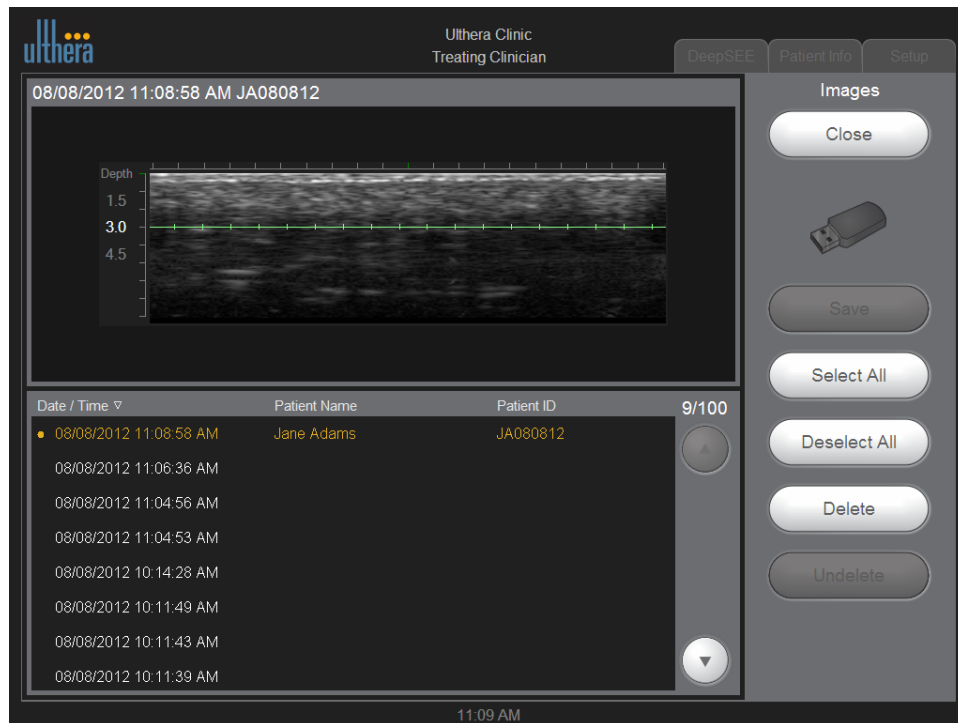 ulthera
Ulthera Clinic
Treating Clinician
DeepSEE Patient Info Setup
08/08/2012 11:08:58 AM JA080812
Images
Close
Depth
1.5
3.0
4.5
Save
Select All
Date / Time ▽ Patient Name Patient ID 9/100
08/08/2012 11:08:58 AM Jane Adams JA080812
Deselect All
08/08/2012 11:06:36 AM
08/08/2012 11:04:56 AM
Delete
08/08/2012 11:04:53 AM
08/08/2012 10:14:28 AM
Undelete
08/08/2012 10:11:49 AM
08/08/2012 10:11:43 AM
08/08/2012 10:11:39 AM
11:09 AM